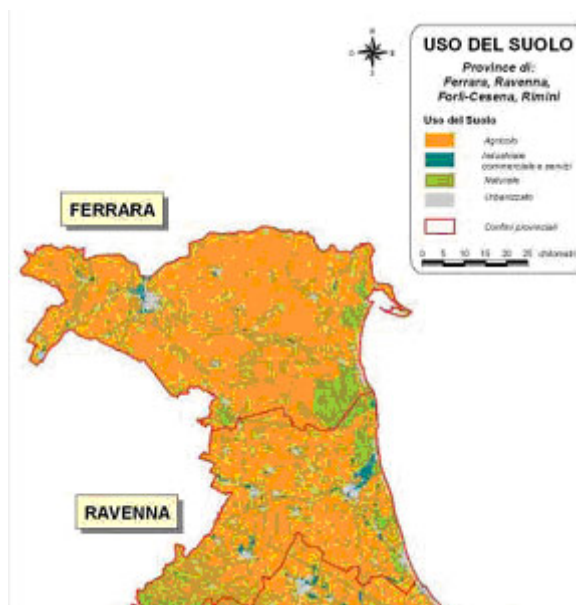 USO DEL SUOLO
Province di:
Ferrara, Ravenna,
Forlì-Cesena, Rimini
Uso del Suolo
Agricolo
Industriale
commerciale e servizi
Naturale
Urbanizzato
Confini provinciali
0 5 10 15 20 25 chilometri
FERRARA
RAVENNA